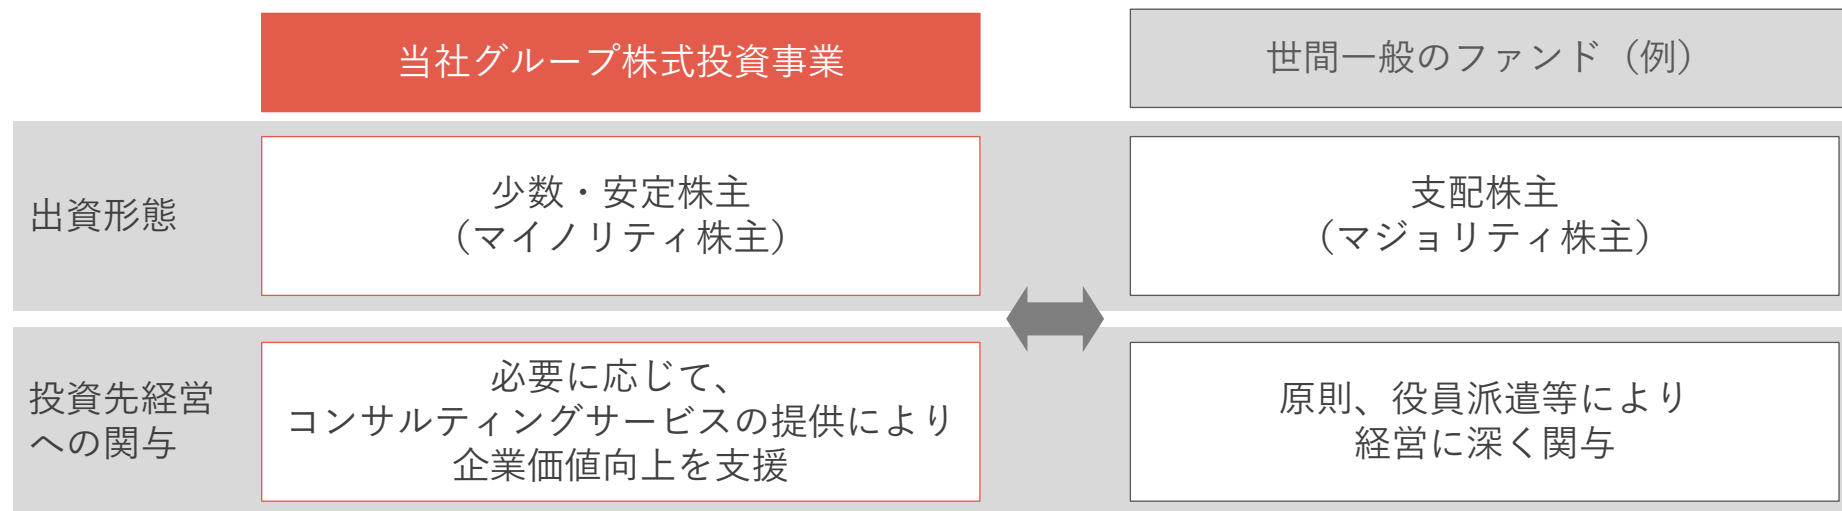 当社グループ株式投資事業
世間一般のファンド（例）
出資形態
少数・安定株主
（マイノリティ株主）
支配株主
（マジョリティ株主）
投資先経営
への関与
必要に応じて、
コンサルティングサービスの提供により
企業価値向上を支援
原則、役員派遣等により
経営に深く関与